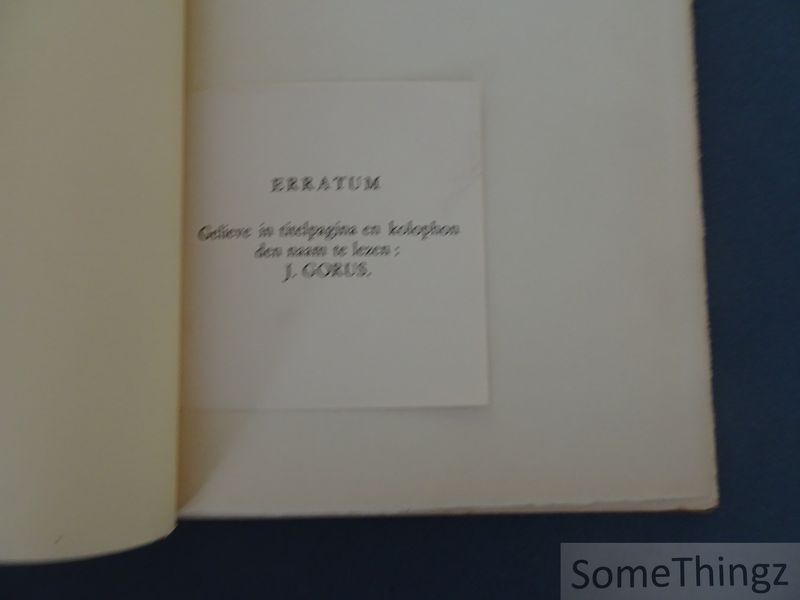 ERRATUM
Gelieve in titelpagina en kolophon
den naam te lezen :
J. GORUS.
SomeThingz